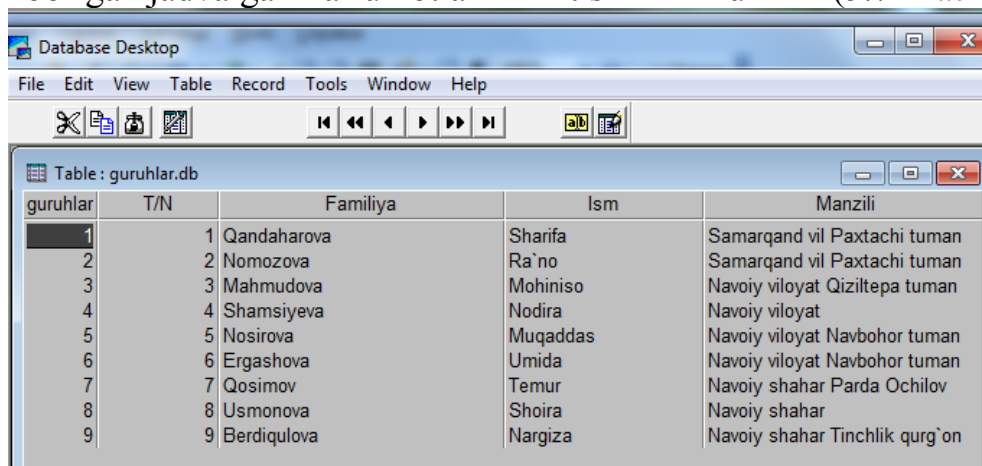 Database Desktop
File Edit View Table Record Tools Window Help
Table : guruhlar.db
guruhlar T/N Familiya Ism Manzili
1 1 Qandaharova Sharifa Samarqand vil Paxtachi tuman
2 2 Nomozova Ra`no Samarqand vil Paxtachi tuman
3 3 Mahmudova Mohiniso Navoiy viloyat Qiziltepa tuman
4 4 Shamsiyeva Nodira Navoiy viloyat
5 5 Nosirova Muqaddas Navoiy viloyat Navbohor tuman
6 6 Ergashova Umida Navoiy viloyat Navbohor tuman
7 7 Qosimov Temur Navoiy shahar Parda Ochilov
8 8 Usmonova Shoira Navoiy shahar
9 9 Berdiqulova Nargiza Navoiy shahar Tinchlik qurg`on